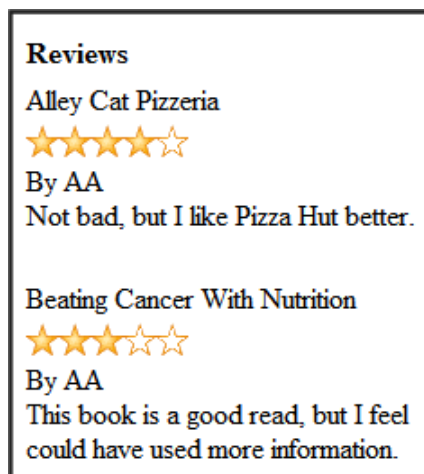 Reviews
Alley Cat Pizzeria
By AA
Not bad, but I like Pizza Hut better.
Beating Cancer With Nutrition
By AA
This book is a good read, but I feel
could have used more information.